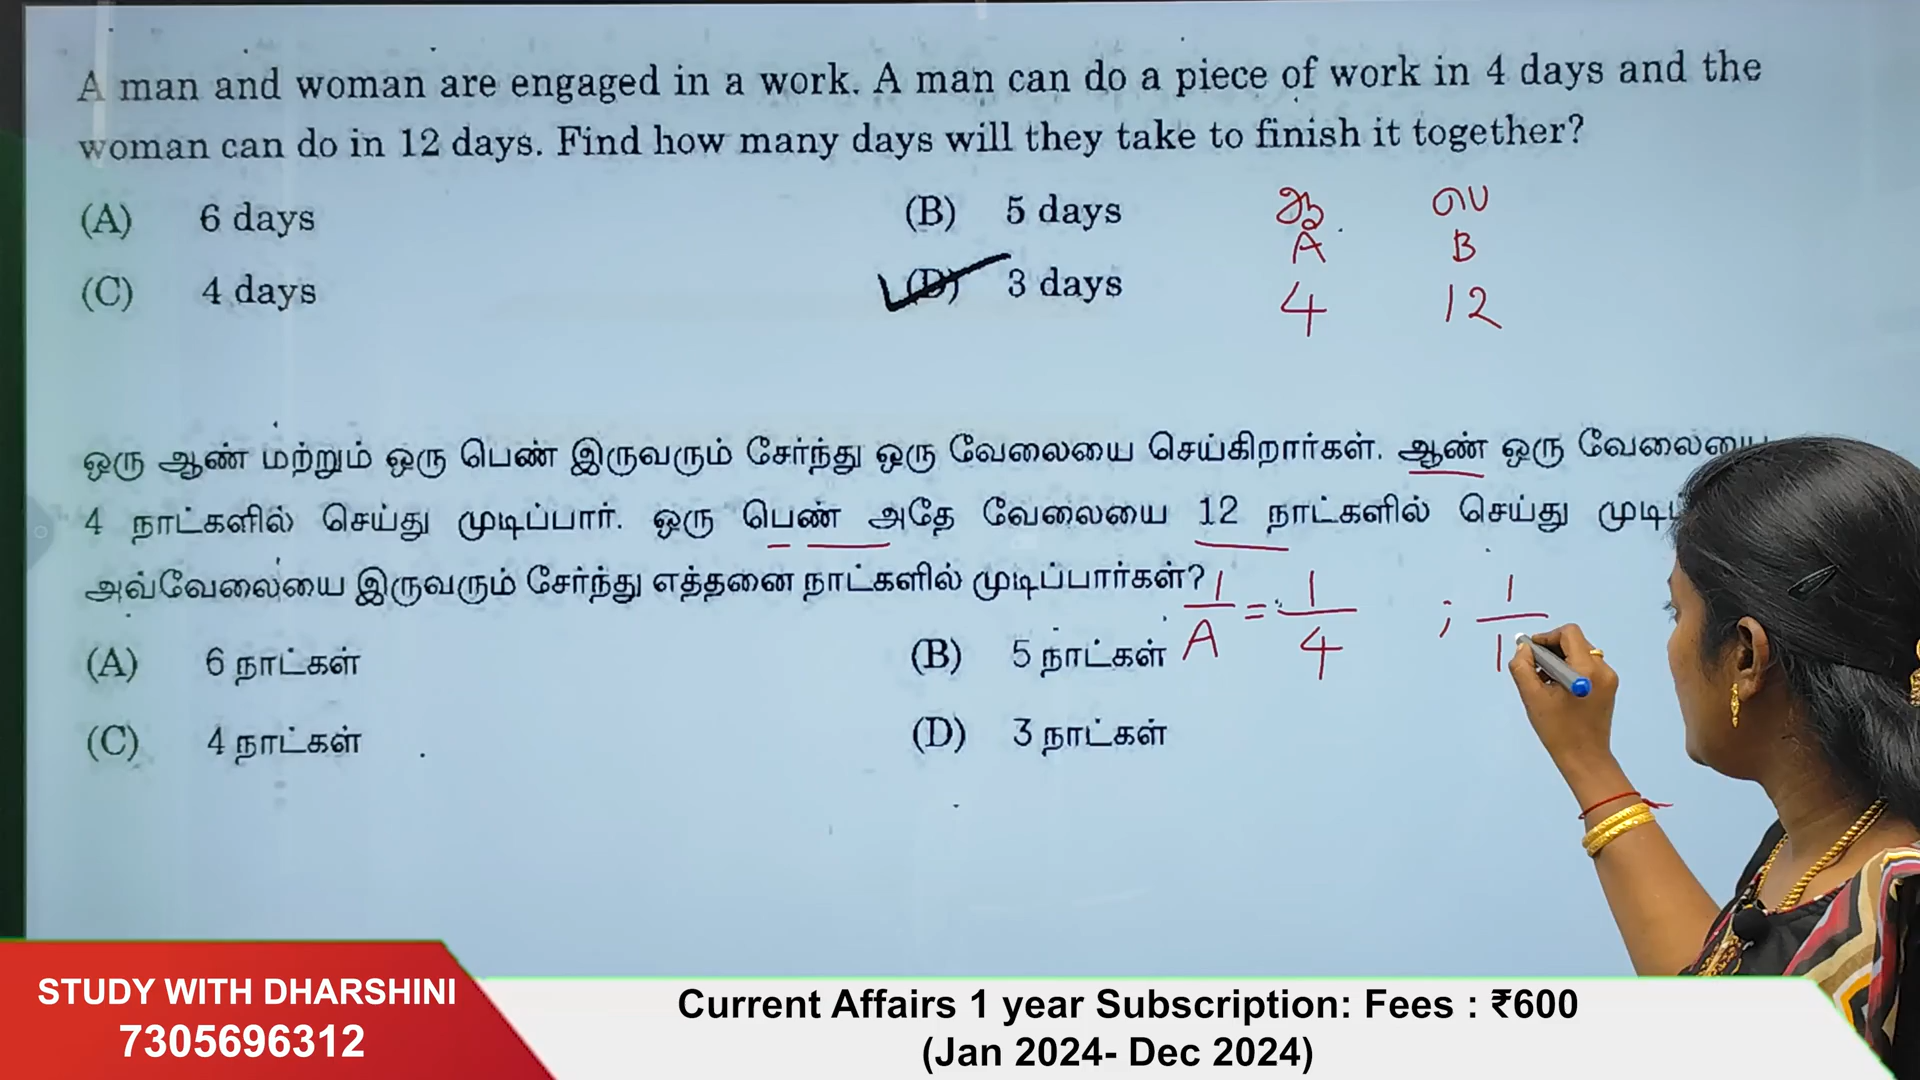 A man and woman are engaged in a work. A man can do a piece of work in 4 days and the
woman can do in 12 days. Find how many days will they take to finish it together?
(A) 6 days (B) 5 days
(C) 4 days (D) 3 days
ஆ பெ
A B
4 12
ஒரு ஆண் மற்றும் ஒரு பெண் இருவரும் சேர்ந்து ஒரு வேலையை செய்கிறார்கள். ஆண் ஒரு வேலையை
4 நாட்களில் செய்து முடிப்பார். ஒரு பெண் அதே வேலையை 12 நாட்களில் செய்து
அவ்வேலையை இருவரும் சேர்ந்து எத்தனை நாட்களில் முடிப்பார்கள்?
1/A = 1/4 ; 1/1
(A) 6 நாட்கள் (B) 5 நாட்கள்
(C) 4 நாட்கள் (D) 3 நாட்கள்
STUDY WITH DHARSHINI
7305696312
Current Affairs 1 year Subscription: Fees : ₹600
(Jan 2024- Dec 2024)